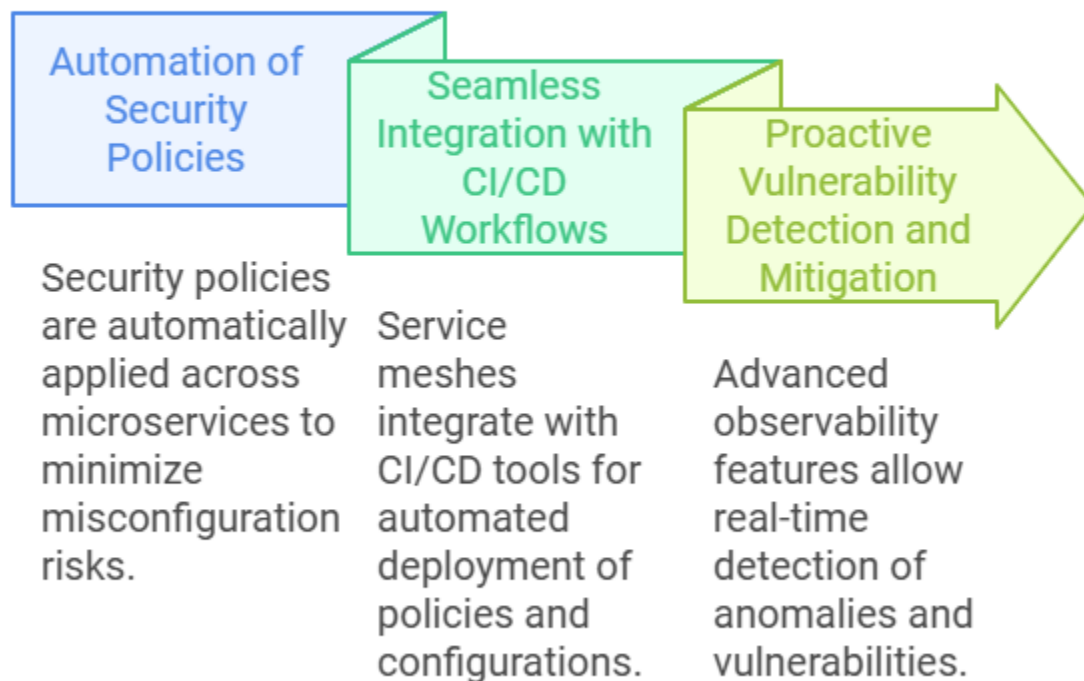 Automation of
Security
Policies
Security policies
are automatically
applied across
microservices to
minimize
misconfiguration
risks.
Seamless
Integration with
CI/CD
Workflows
Service
meshes
integrate with
CI/CD tools for
automated
deployment of
policies and
configurations.
Proactive
Vulnerability
Detection and
Mitigation
Advanced
observability
features allow
real-time
detection of
anomalies and
vulnerabilities.